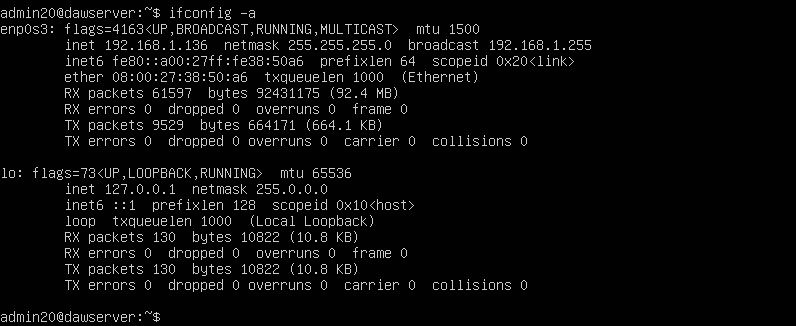 admin20@dawserver:~$ ifconfig -a
enp0s3: flags=4163<UP,BROADCAST,RUNNING,MULTICAST>  mtu 1500
        inet 192.168.1.136  netmask 255.255.255.0  broadcast 192.168.1.255
        inet6 fe80::a00:27ff:fe38:50a6  prefixlen 64  scopeid 0x20<link>
        ether 08:00:27:38:50:a6  txqueuelen 1000  (Ethernet)
        RX packets 61597  bytes 92431175 (92.4 MB)
        RX errors 0  dropped 0  overruns 0  frame 0
        TX packets 9529  bytes 664171 (664.1 KB)
        TX errors 0  dropped 0 overruns 0  carrier 0  collisions 0

lo: flags=73<UP,LOOPBACK,RUNNING>  mtu 65536
        inet 127.0.0.1  netmask 255.0.0.0
        inet6 ::1  prefixlen 128  scopeid 0x10<host>
        loop  txqueuelen 1000  (Local Loopback)
        RX packets 130  bytes 10822 (10.8 KB)
        RX errors 0  dropped 0  overruns 0  frame 0
        TX packets 130  bytes 10822 (10.8 KB)
        TX errors 0  dropped 0 overruns 0  carrier 0  collisions 0

admin20@dawserver:~$